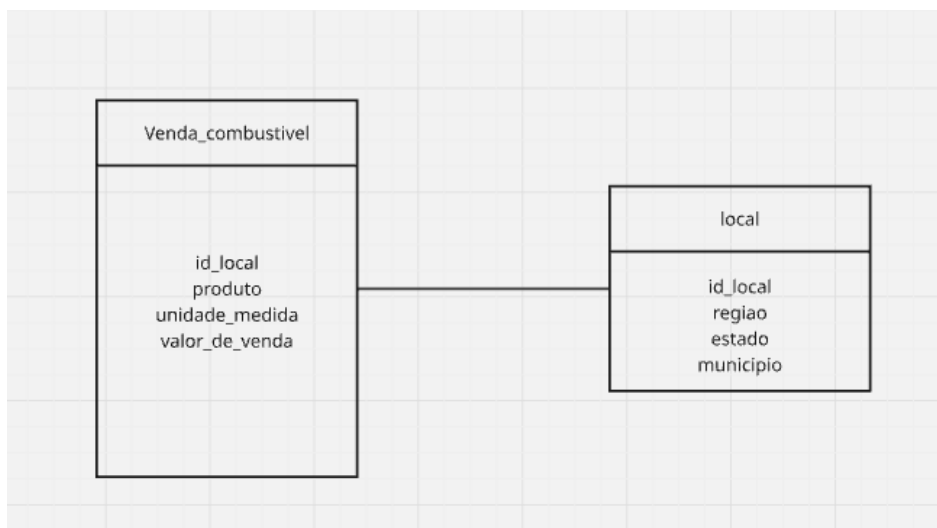 Venda_combustivel
id_local
produto
unidade_medida
valor_de_venda
local
id_local
regiao
estado
municipio